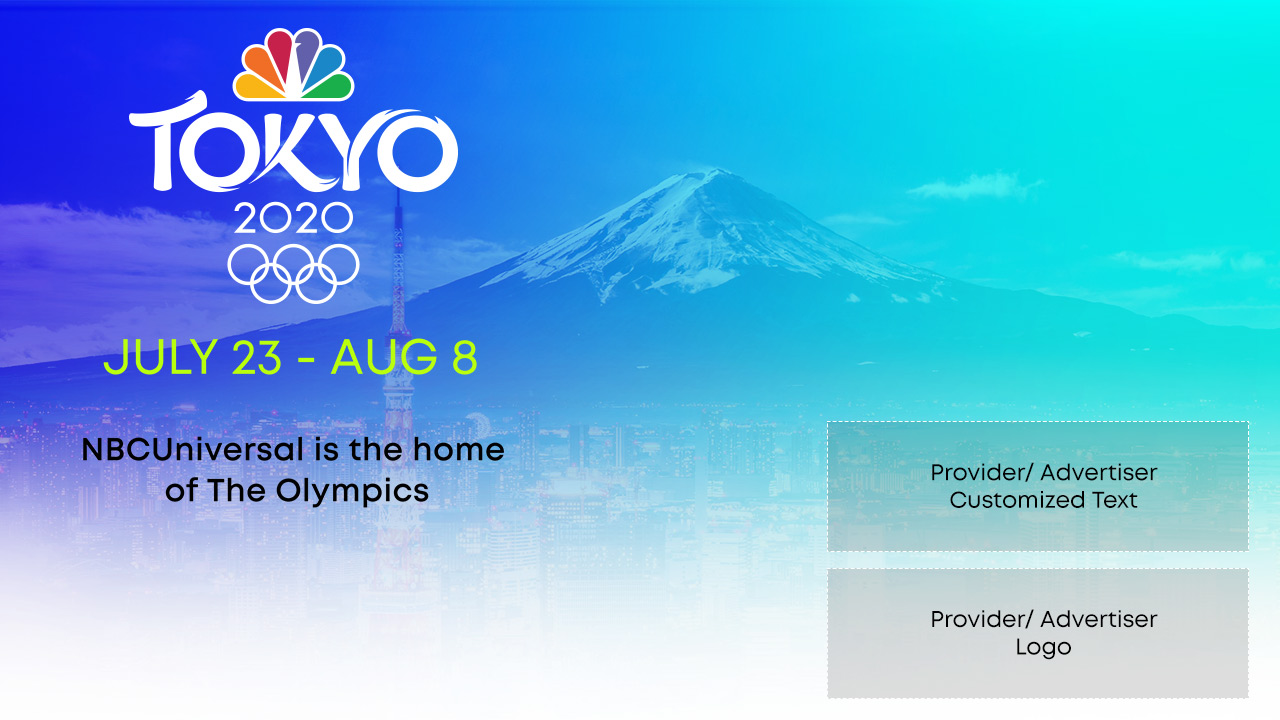 TOKYO
2020
JULY 23 - AUG 8
NBCUniversal is the home
of The Olympics
Provider/ Advertiser
Customized Text
Provider/ Advertiser
Logo